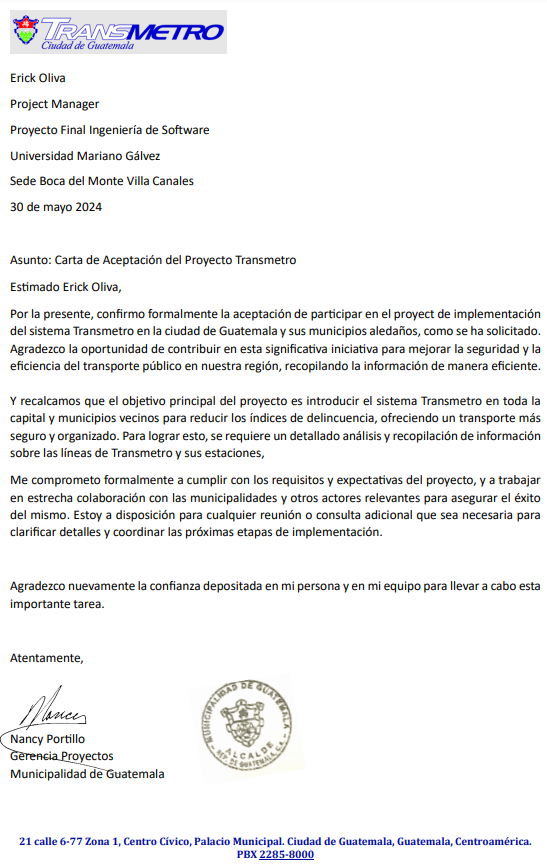 TRANSMETRO
Ciudad de Guatemala
Erick Oliva
Project Manager
Proyecto Final Ingeniería de Software
Universidad Mariano Gálvez
Sede Boca del Monte Villa Canales
30 de mayo 2024
Asunto: Carta de Aceptación del Proyecto Transmetro
Estimado Erick Oliva,
Por la presente, confirmo formalmente la aceptación de participar en el proyect de implementación
del sistema Transmetro en la ciudad de Guatemala y sus municipios aledaños, como se ha solicitado.
Agradezco la oportunidad de contribuir en esta significativa iniciativa para mejorar la seguridad y la
eficiencia del transporte público en nuestra región, recopilando la información de manera eficiente.
Y recalcamos que el objetivo principal del proyecto es introducir el sistema Transmetro en toda la
capital y municipios vecinos para reducir los índices de delincuencia, ofreciendo un transporte más
seguro y organizado. Para lograr esto, se requiere un detallado análisis y recopilación de información
sobre las líneas de Transmetro y sus estaciones,
Me comprometo formalmente a cumplir con los requisitos y expectativas del proyecto, y a trabajar
en estrecha colaboración con las municipalidades y otros actores relevantes para asegurar el éxito
del mismo. Estoy a disposición para cualquier reunión o consulta adicional que sea necesaria para
clarificar detalles y coordinar las próximas etapas de implementación.
Agradezco nuevamente la confianza depositada en mi persona y en mi equipo para llevar a cabo esta
importante tarea.
Atentamente,
Nancy
Nancy Portillo
Gerencia Proyectos
Municipalidad de Guatemala
MUNICIPALIDAD DE GUATEMALA
ALCALDE
REP. DE GUATEMALA, C.A.
21 calle 6-77 Zona 1, Centro Cívico, Palacio Municipal. Ciudad de Guatemala, Guatemala, Centroamérica.
PBX 2285-8000